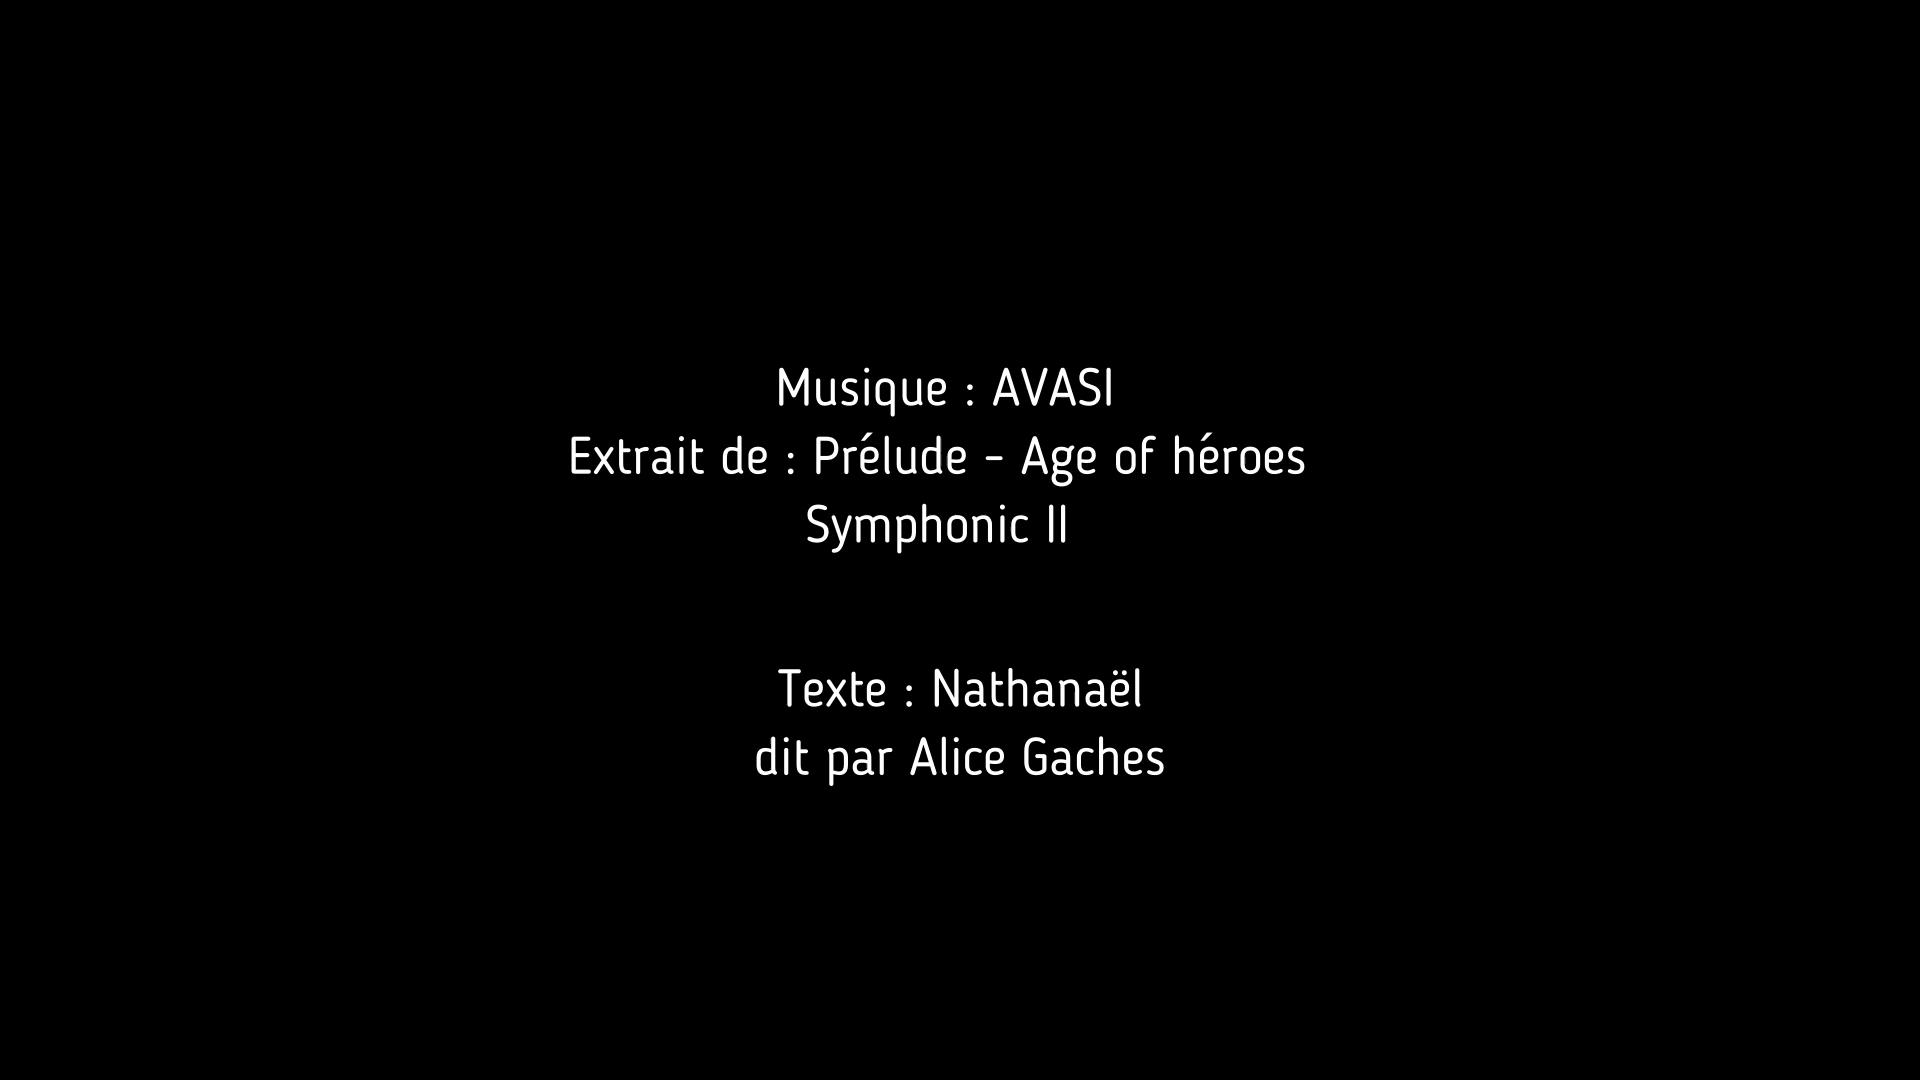 Musique : AVASI
Extrait de : Prélude - Age of héroes
Symphonic II
Texte : Nathanaël
dit par Alice Gaches